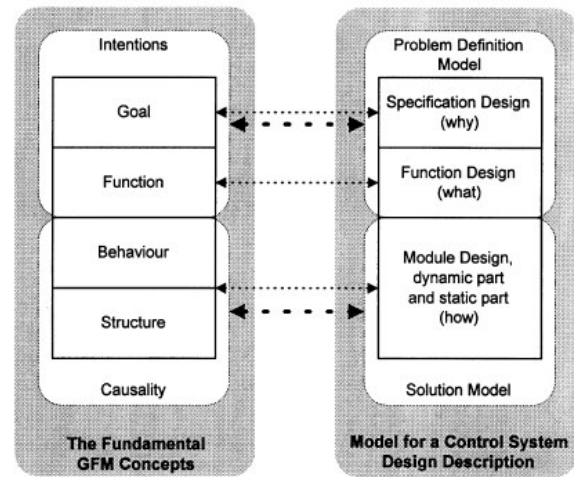 Intentions
Goal
Function
Behaviour
Structure
Causality
The Fundamental
GFM Concepts
Problem Definition
Model
Specification Design
(why)
Function Design
(what)
Module Design,
dynamic part
and static part
(how)
Solution Model
Model for a Control System
Design Description